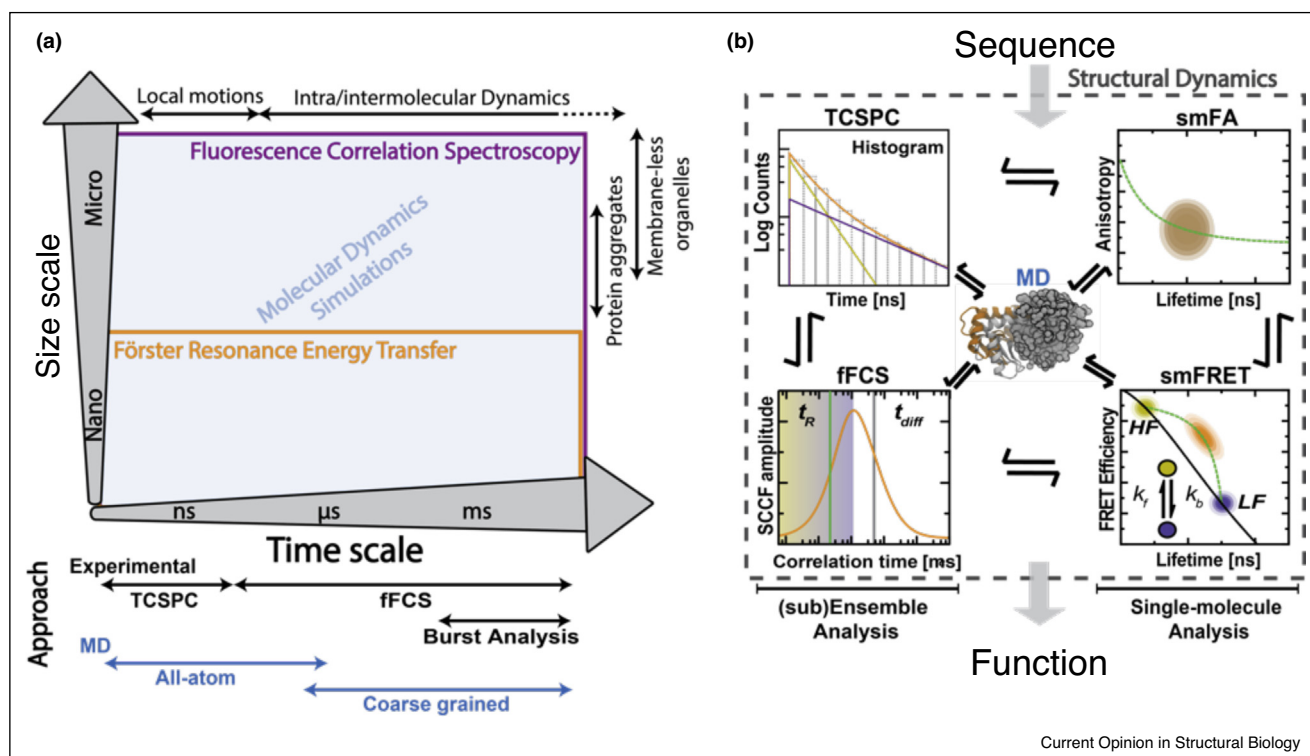 (a)
Local motions
Intra/intermolecular Dynamics
Fluorescence Correlation Spectroscopy
Molecular Dynamics
Simulations
Förster Resonance Energy Transfer
Protein aggregates
Membrane-less
organelles
Size scale
Micro
Nano
ns
µs
ms
Time scale
Approach
Experimental
TCSPC
fFCS
Burst Analysis
MD
All-atom
Coarse grained
(b)
Sequence
Structural Dynamics
TCSPC
Histogram
Log Counts
Time [ns]
smFA
Anisotropy
Lifetime [ns]
MD
fFCS
tR
tdiff
SCCF amplitude
Correlation time [ms]
smFRET
HF
LF
kf
kb
FRET Efficiency
Lifetime [ns]
(sub)Ensemble
Analysis
Single-molecule
Analysis
Function
Current Opinion in Structural Biology